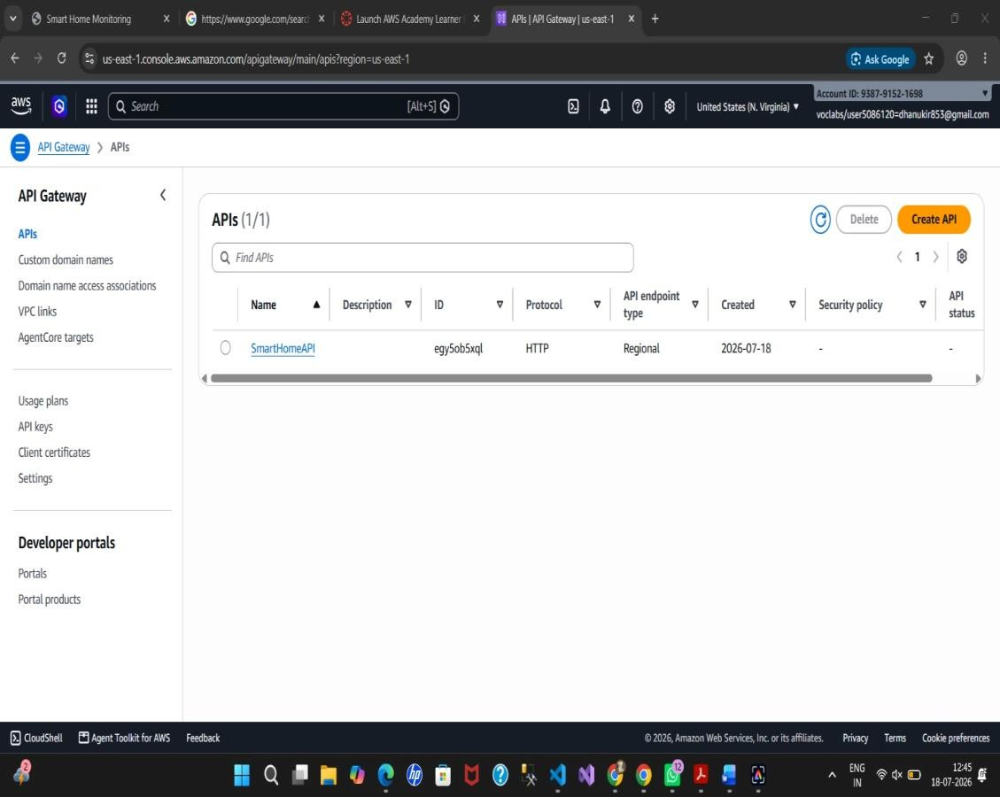 Smart Home Monitoring
https://www.google.com/searc
Launch AWS Academy Learner
APIs | API Gateway | us-east-1
us-east-1.console.aws.amazon.com/apigateway/main/apis?region=us-east-1
Ask Google
aws
Search
[Alt+S]
United States (N. Virginia)
Account ID: 9387-9152-1698
voclabs/user5086120=dhanukir853@gmail.com
API Gateway
APIs
API Gateway
APIs
Custom domain names
Domain name access associations
VPC links
AgentCore targets
Usage plans
API keys
Client certificates
Settings
Developer portals
Portals
Portal products
APIs (1/1)
Delete
Create API
Find APIs
1
Name
Description
ID
Protocol
API endpoint
type
Created
Security policy
API
status
SmartHomeAPI
egy5ob5xql
HTTP
Regional
2026-07-18
-
-
CloudShell
Agent Toolkit for AWS
Feedback
© 2026, Amazon Web Services, Inc. or its affiliates.
Privacy
Terms
Cookie preferences
2
hp
12
ENG
IN
12:45
18-07-2026